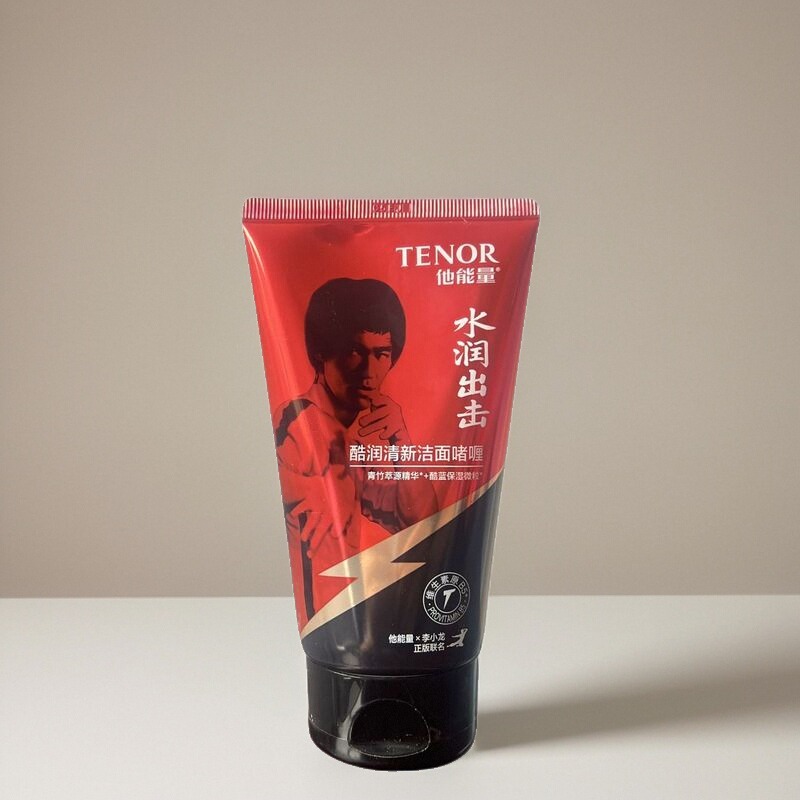 TENOR
他能量®
水润出击
酷润清新洁面啫喱
青竹萃源精华*+酷蓝保湿微粒*
维生素原B5*
PROVITAMIN B5
他能量×李小龙
正版联名